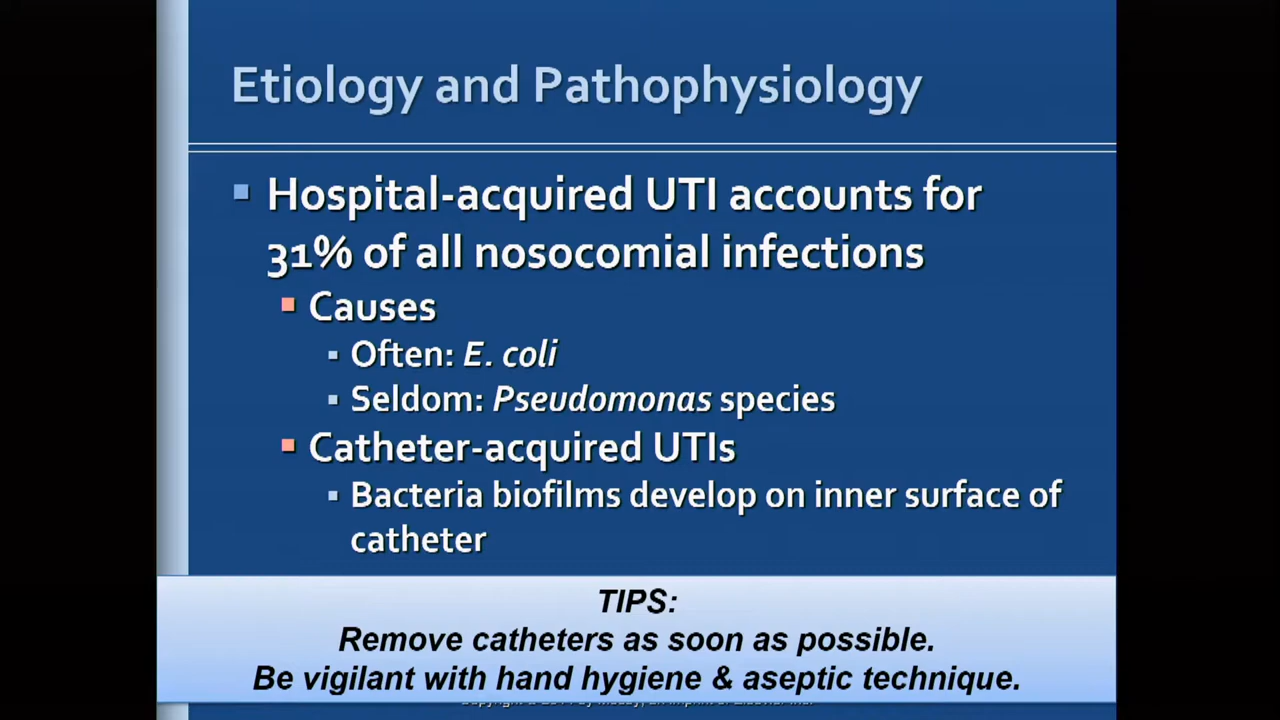 Etiology and Pathophysiology
Hospital-acquired UTI accounts for
31% of all nosocomial infections
Causes
Often: E. coli
Seldom: Pseudomonas species
Catheter-acquired UTIs
Bacteria biofilms develop on inner surface of
catheter
TIPS:
Remove catheters as soon as possible.
Be vigilant with hand hygiene & aseptic technique.